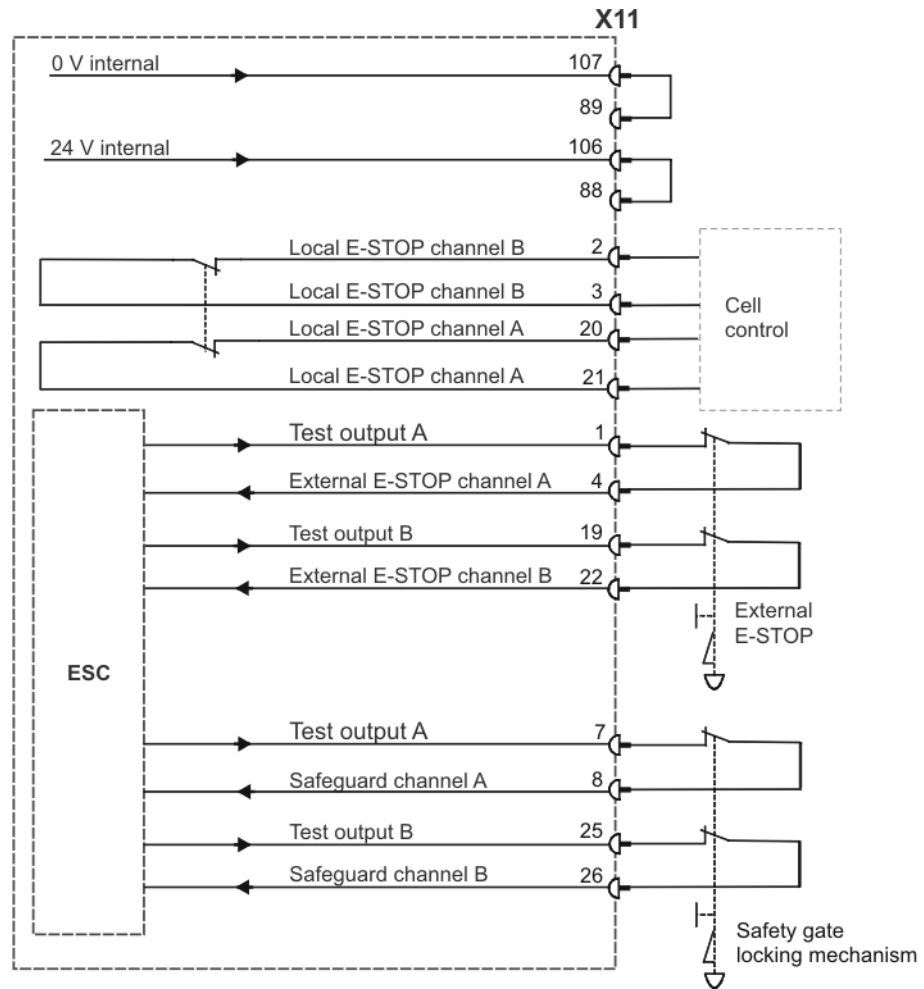 X11
0 V internal
107
89
24 V internal
106
88
Local E-STOP channel B
2
Local E-STOP channel B
3
Local E-STOP channel A
20
Local E-STOP channel A
21
Cell
control
ESC
Test output A
1
External E-STOP channel A
4
Test output B
19
External E-STOP channel B
22
External
E-STOP
Test output A
7
Safeguard channel A
8
Test output B
25
Safeguard channel B
26
Safety gate
locking mechanism